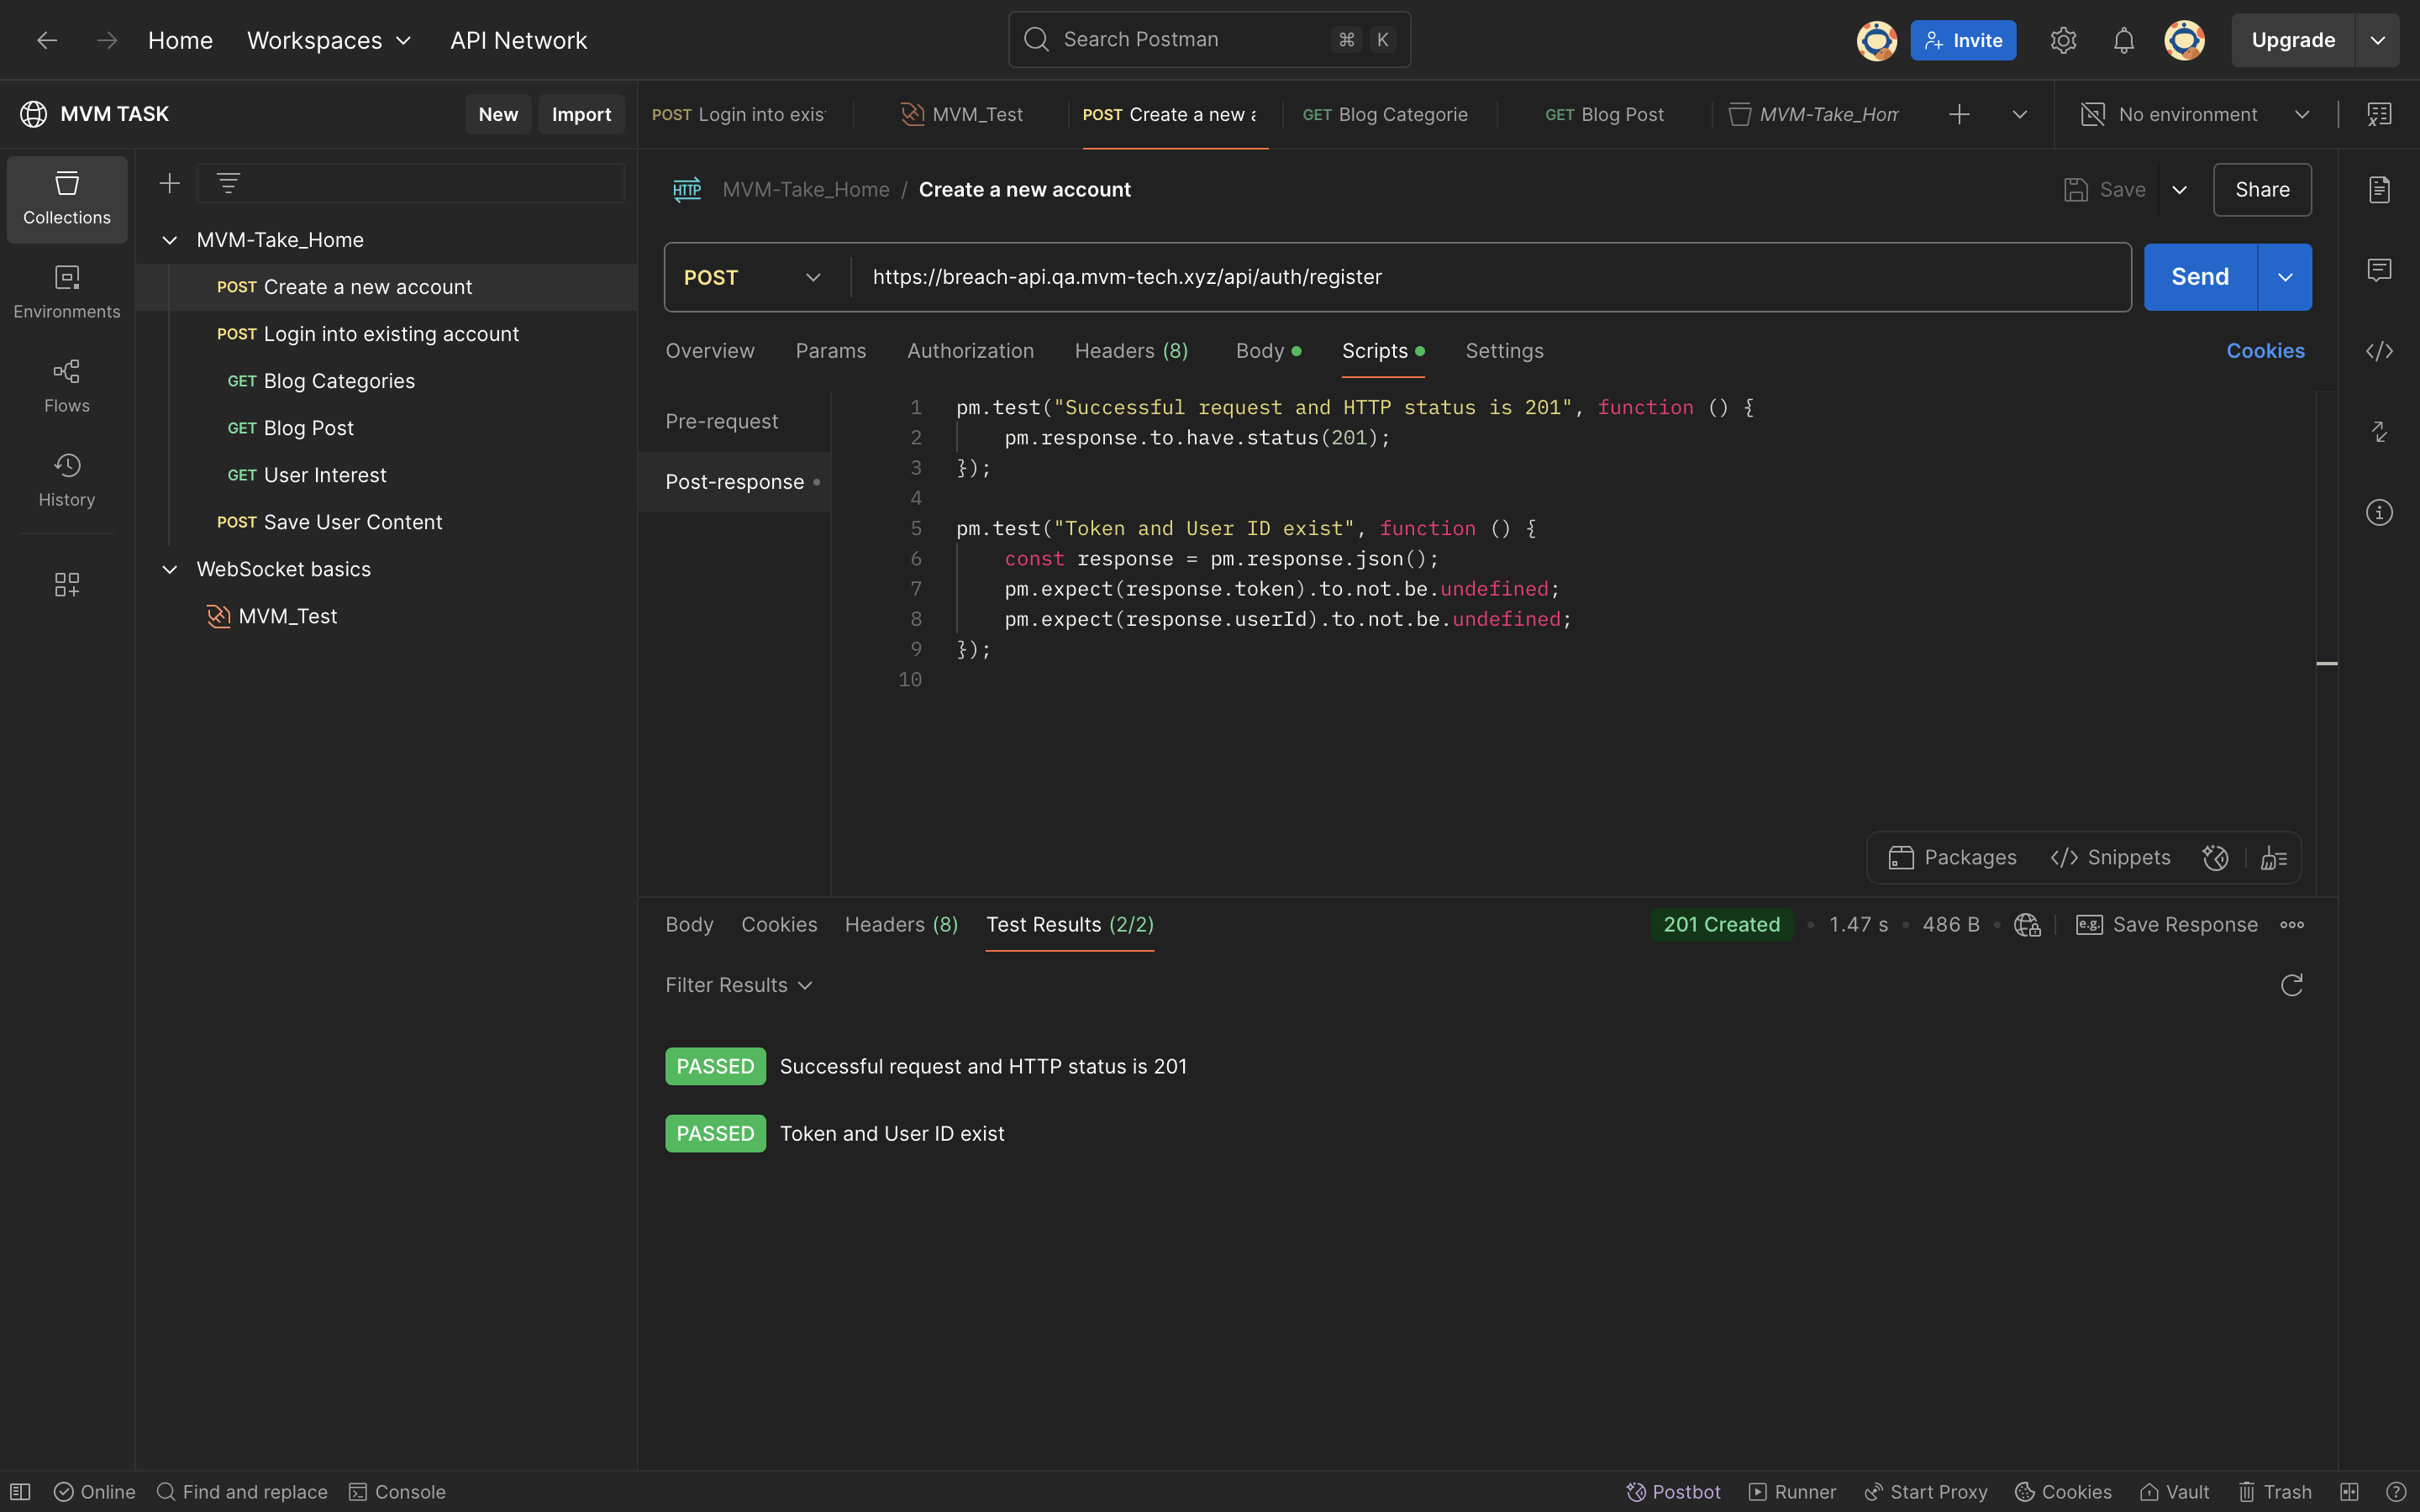 Home Workspaces API Network Search Postman ⌘ K Invite Upgrade
MVM TASK New Import
POST Login into exis MVM_Test POST Create a new GET Blog Categorie GET Blog Post MVM-Take_Hom No environment
Collections
Environments
Flows
History
MVM-Take_Home
POST Create a new account
POST Login into existing account
GET Blog Categories
GET Blog Post
GET User Interest
POST Save User Content
WebSocket basics
MVM_Test
HTTP MVM-Take_Home / Create a new account Save Share
POST https://breach-api.qa.mvm-tech.xyz/api/auth/register Send
Overview Params Authorization Headers (8) Body Scripts Settings Cookies
Pre-request
Post-response
1 pm.test("Successful request and HTTP status is 201", function () {
2 pm.response.to.have.status(201);
3 });
4
5 pm.test("Token and User ID exist", function () {
6 const response = pm.response.json();
7 pm.expect(response.token).to.not.be.undefined;
8 pm.expect(response.userId).to.not.be.undefined;
9 });
10
Packages </> Snippets
Body Cookies Headers (8) Test Results (2/2) 201 Created 1.47 s 486 B e.g. Save Response
Filter Results
PASSED Successful request and HTTP status is 201
PASSED Token and User ID exist
Online Find and replace Console Postbot Runner Start Proxy Cookies Vault Trash